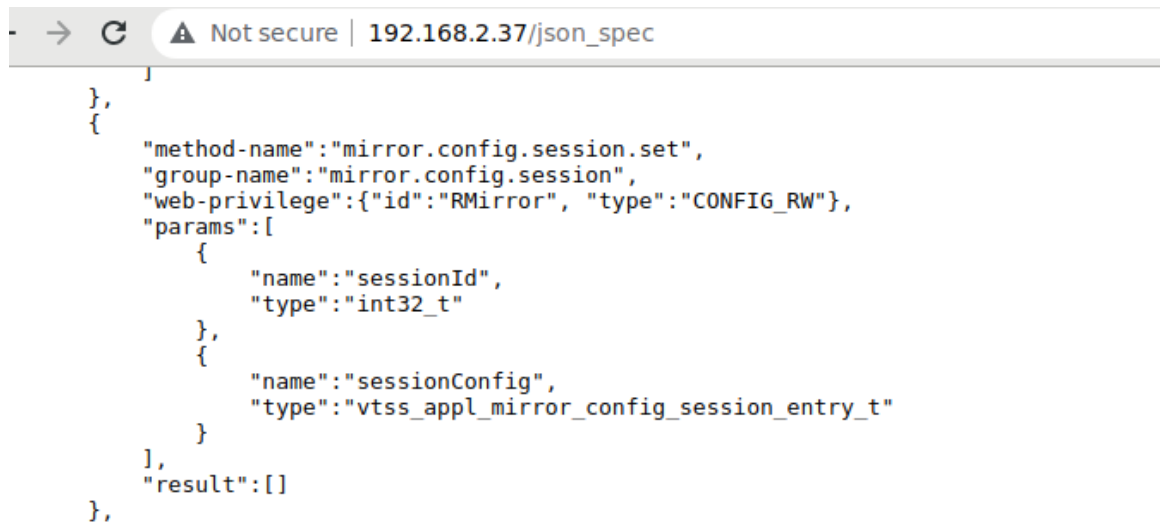 Not secure | 192.168.2.37/json_spec
]
},
{
"method-name":"mirror.config.session.set",
"group-name":"mirror.config.session",
"web-privilege":{"id":"RMirror", "type":"CONFIG_RW"},
"params":[
{
"name":"sessionId",
"type":"int32_t"
},
{
"name":"sessionConfig",
"type":"vtss_appl_mirror_config_session_entry_t"
}
],
"result":[]
},